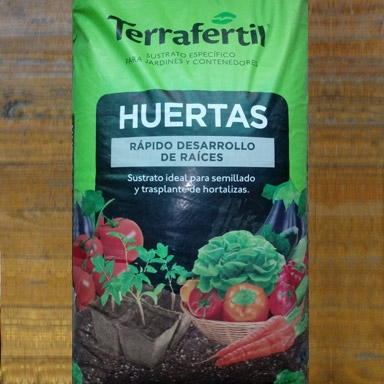 Terrafertil
SUSTRATO ESPECÍFICO
PARA JARDINES Y CONTENEDORES
HUERTAS
RÁPIDO DESARROLLO
DE RAÍCES
Sustrato ideal para semillado
y trasplante de hortalizas.